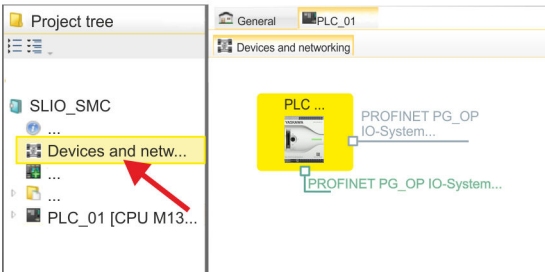 Project tree
General
PLC_01
Devices and networking
SLIO_SMC
...
Devices and netw...
...
...
PLC_01 [CPU M13...
PLC ...
YASKAWA
PROFINET PG_OP
IO-System...
PROFINET PG_OP IO-System...